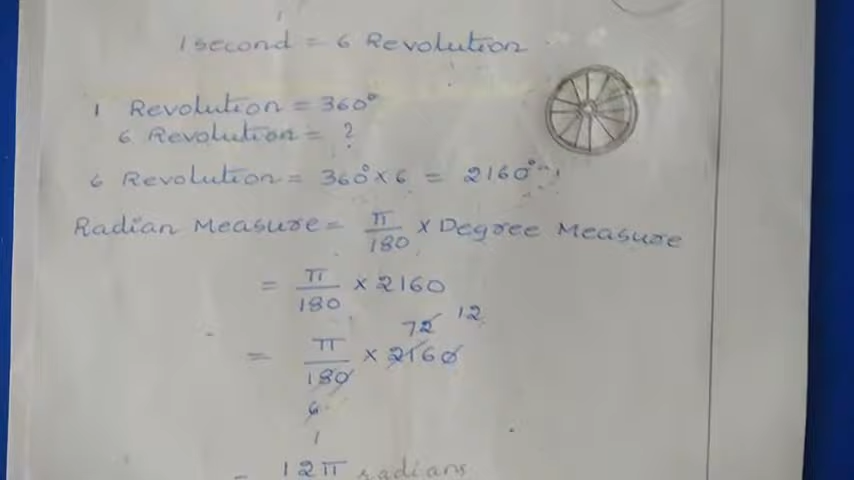 1 second = 6 Revolution
1 Revolution = 360°
6 Revolution = ?
6 Revolution = 360° × 6 = 2160°
Radian Measure = π/180 × Degree Measure
= π/180 × 2160
72 12
= π/180 × 2160
6
1
= 12π radians